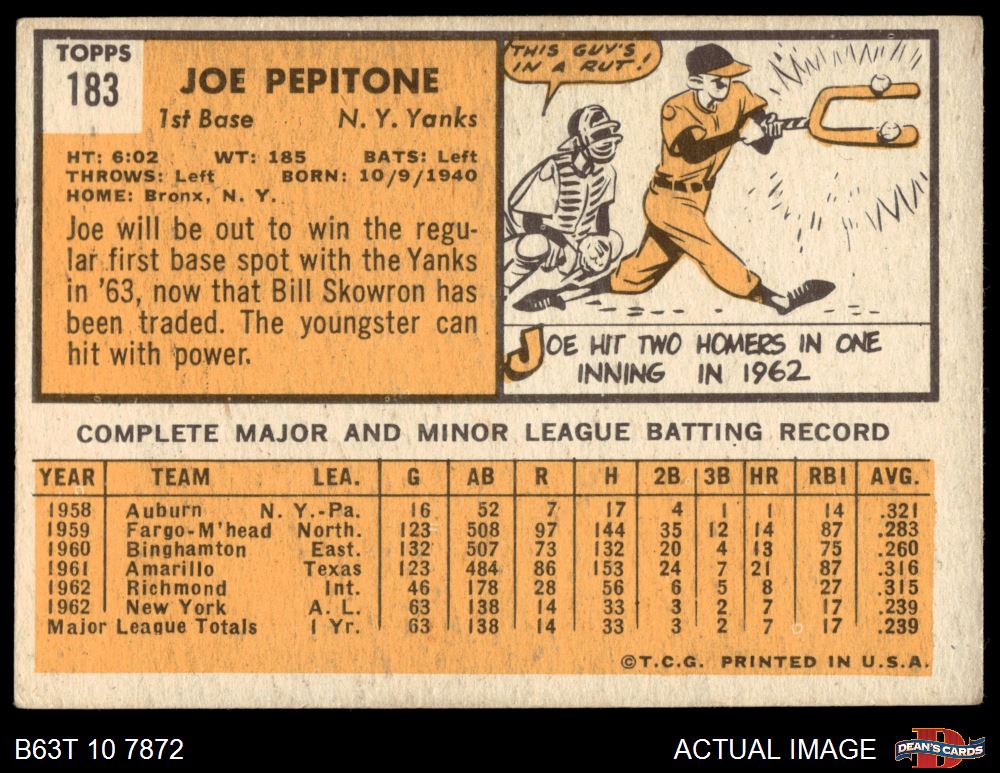 TOPPS
183
JOE PEPITONE
1st Base N. Y. Yanks
HT: 6:02 WT: 185 BATS: Left
THROWS: Left BORN: 10/9/1940
HOME: Bronx, N. Y.
Joe will be out to win the regu-
lar first base spot with the Yanks
in '63, now that Bill Skowron has
been traded. The youngster can
hit with power.
THIS GUY'S
IN A RUT!
JOE HIT TWO HOMERS IN ONE
INNING IN 1962
COMPLETE MAJOR AND MINOR LEAGUE BATTING RECORD
YEAR TEAM LEA. G AB R H 2B 3B HR RBI AVG.
1958 Auburn N. Y.-Pa. 16 52 7 17 4 1 1 14 .321
1959 Fargo-M'head North. 123 508 97 144 35 12 14 87 .283
1960 Binghamton East. 132 507 73 132 20 4 13 75 .260
1961 Amarillo Texas 123 484 86 153 24 7 21 87 .316
1962 Richmond Int. 46 178 28 56 6 5 8 27 .315
1962 New York A. L. 63 138 14 33 3 2 7 17 .239
Major League Totals 1 Yr. 63 138 14 33 3 2 7 17 .239
©T.C.G. PRINTED IN U.S.A.
B63T 10 7872
ACTUAL IMAGE
D
DEAN'S CARDS